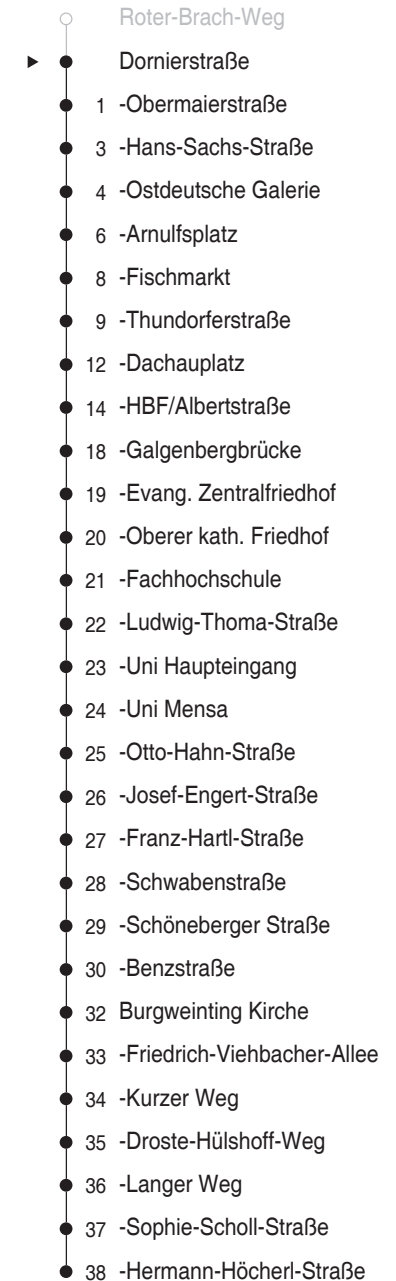 Roter-Brach-Weg
Dornierstraße
1 -Obermaierstraße
3 -Hans-Sachs-Straße
4 -Ostdeutsche Galerie
6 -Arnulfsplatz
8 -Fischmarkt
9 -Thundorferstraße
12 -Dachauplatz
14 -HBF/Albertstraße
18 -Galgenbergbrücke
19 -Evang. Zentralfriedhof
20 -Oberer kath. Friedhof
21 -Fachhochschule
22 -Ludwig-Thoma-Straße
23 -Uni Haupteingang
24 -Uni Mensa
25 -Otto-Hahn-Straße
26 -Josef-Engert-Straße
27 -Franz-Hartl-Straße
28 -Schwabenstraße
29 -Schöneberger Straße
30 -Benzstraße
32 Burgweinting Kirche
33 -Friedrich-Viehbacher-Allee
34 -Kurzer Weg
35 -Droste-Hülshoff-Weg
36 -Langer Weg
37 -Sophie-Scholl-Straße
38 -Hermann-Höcherl-Straße